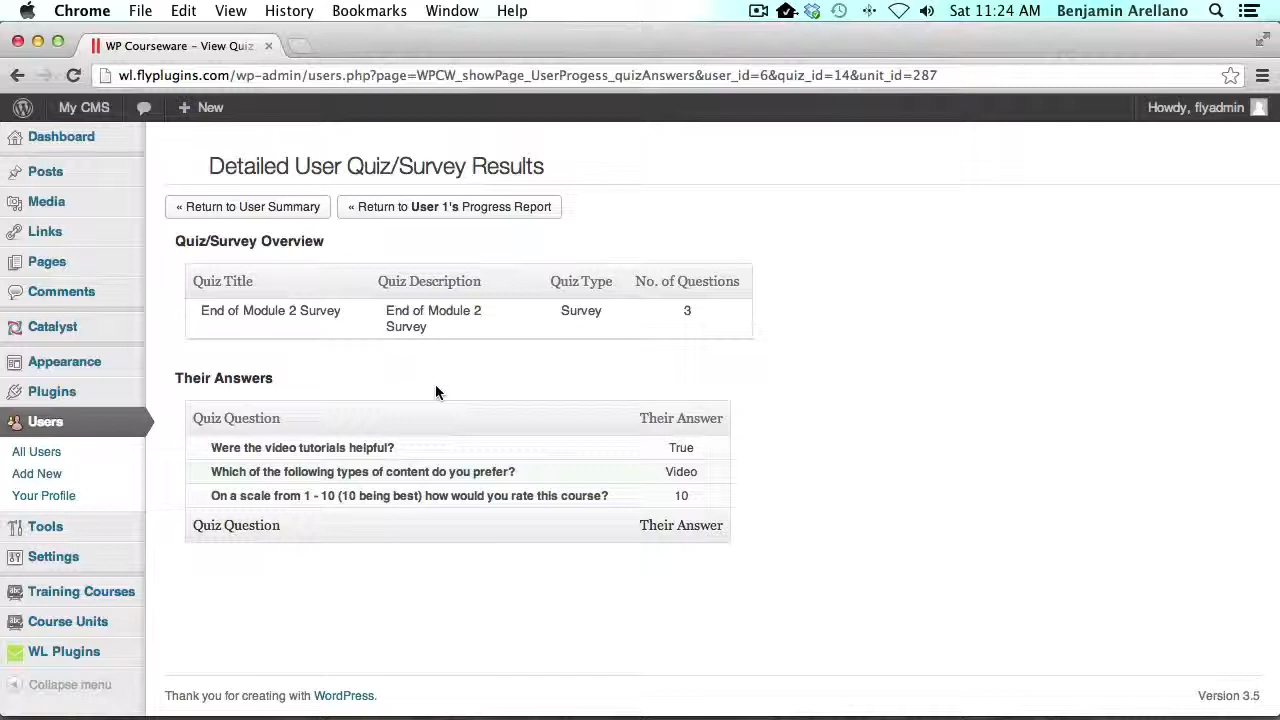 Chrome File Edit View History Bookmarks Window Help Sat 11:24 AM Benjamin Arellano
WP Courseware – View Quiz
wl.flyplugins.com/wp-admin/users.php?page=WPCW_showPage_UserProgess_quizAnswers&user_id=6&quiz_id=14&unit_id=287
My CMS New Howdy, flyadmin
Dashboard
Posts
Media
Links
Pages
Comments
Catalyst
Appearance
Plugins
Users
All Users
Add New
Your Profile
Tools
Settings
Training Courses
Course Units
WL Plugins
Collapse menu
Detailed User Quiz/Survey Results
« Return to User Summary « Return to User 1's Progress Report
Quiz/Survey Overview
Quiz Title Quiz Description Quiz Type No. of Questions
End of Module 2 Survey End of Module 2 Survey 3
Survey
Their Answers
Quiz Question Their Answer
Were the video tutorials helpful? True
Which of the following types of content do you prefer? Video
On a scale from 1 - 10 (10 being best) how would you rate this course? 10
Quiz Question Their Answer
Thank you for creating with WordPress. Version 3.5